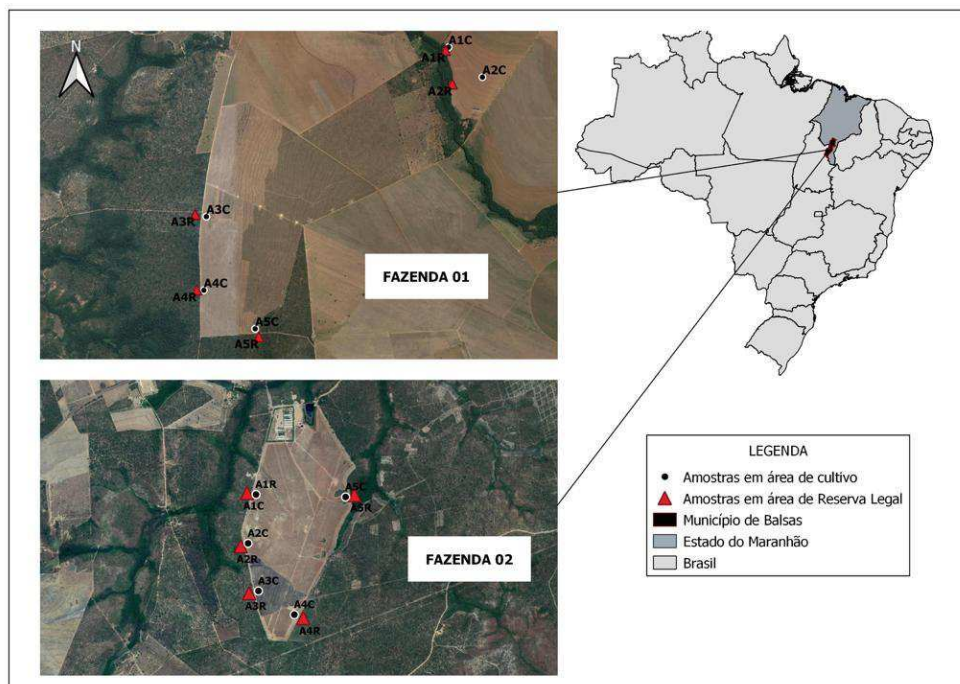 N
A1C
A1R
A2C
A2R
A3C
A3R
A4C
A4R
A5C
A5R
FAZENDA 01
A1R
A1C
A5C
A5R
A2C
A2R
A3C
A3R
A4C
A4R
FAZENDA 02
LEGENDA
Amostras em área de cultivo
Amostras em área de Reserva Legal
Município de Balsas
Estado do Maranhão
Brasil